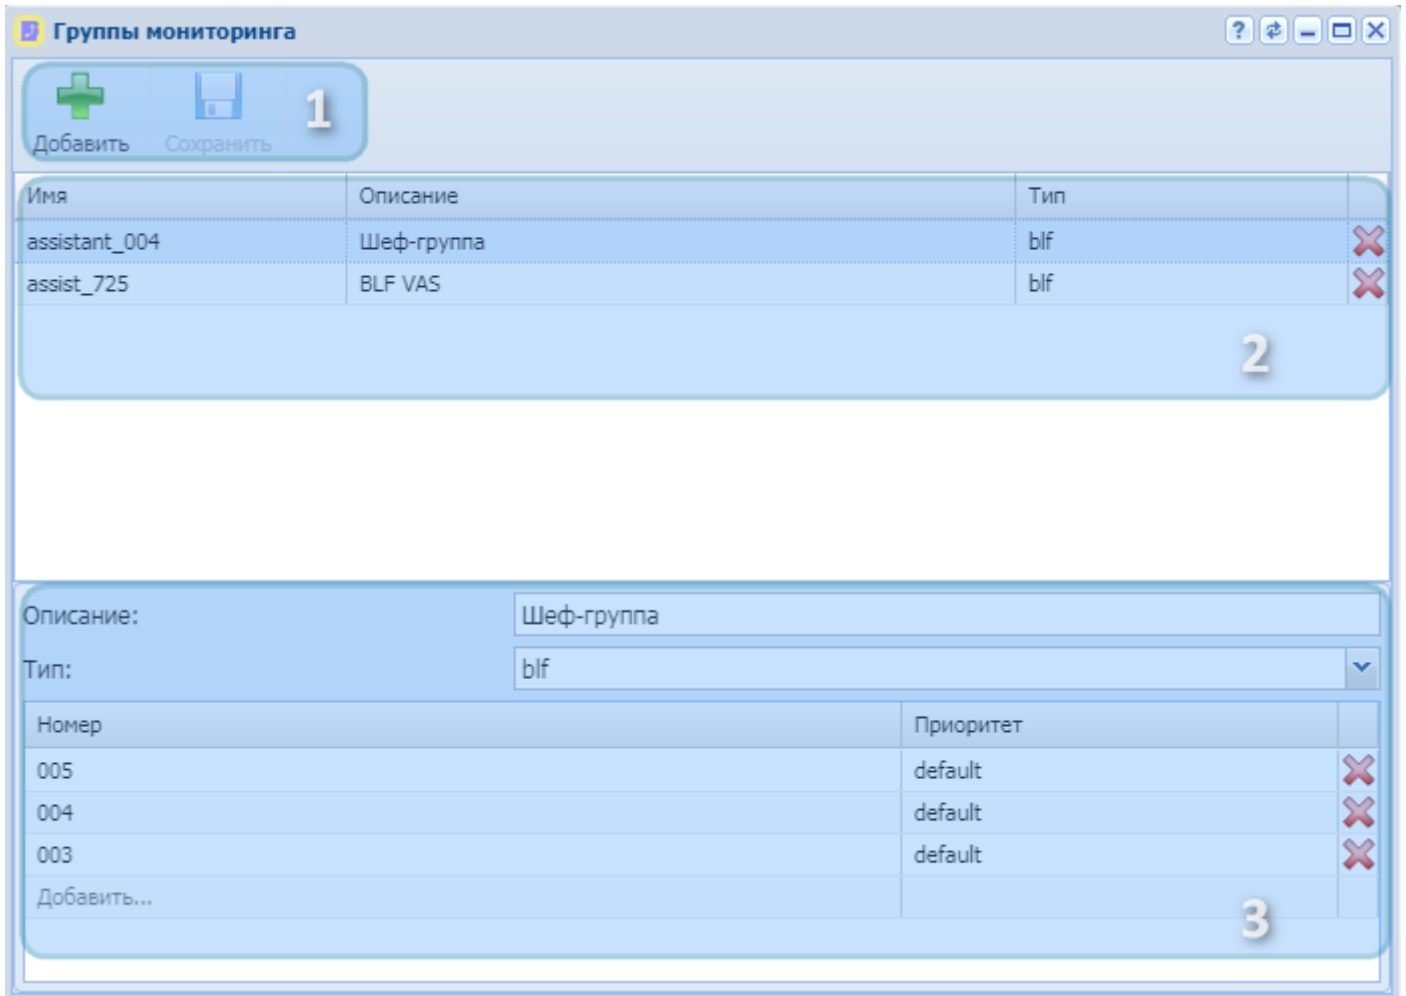 Группы мониторинга
Добавить Сохранить 1
Имя Описание Тип
assistant_004 Шеф-группа blf
assist_725 BLF VAS blf
2
Описание: Шеф-группа
Тип: blf
Номер Приоритет
005 default
004 default
003 default
Добавить...
3